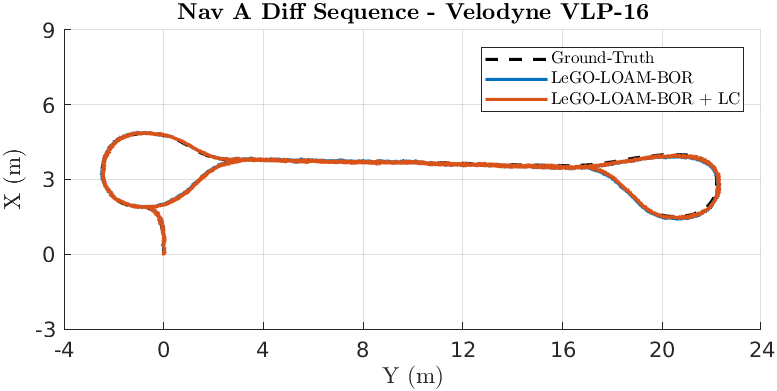 Nav A Diff Sequence - Velodyne VLP-16
Ground-Truth
LeGO-LOAM-BOR
LeGO-LOAM-BOR + LC
X (m)
9
6
3
0
-3
-4 0 4 8 12 16 20 24
Y (m)